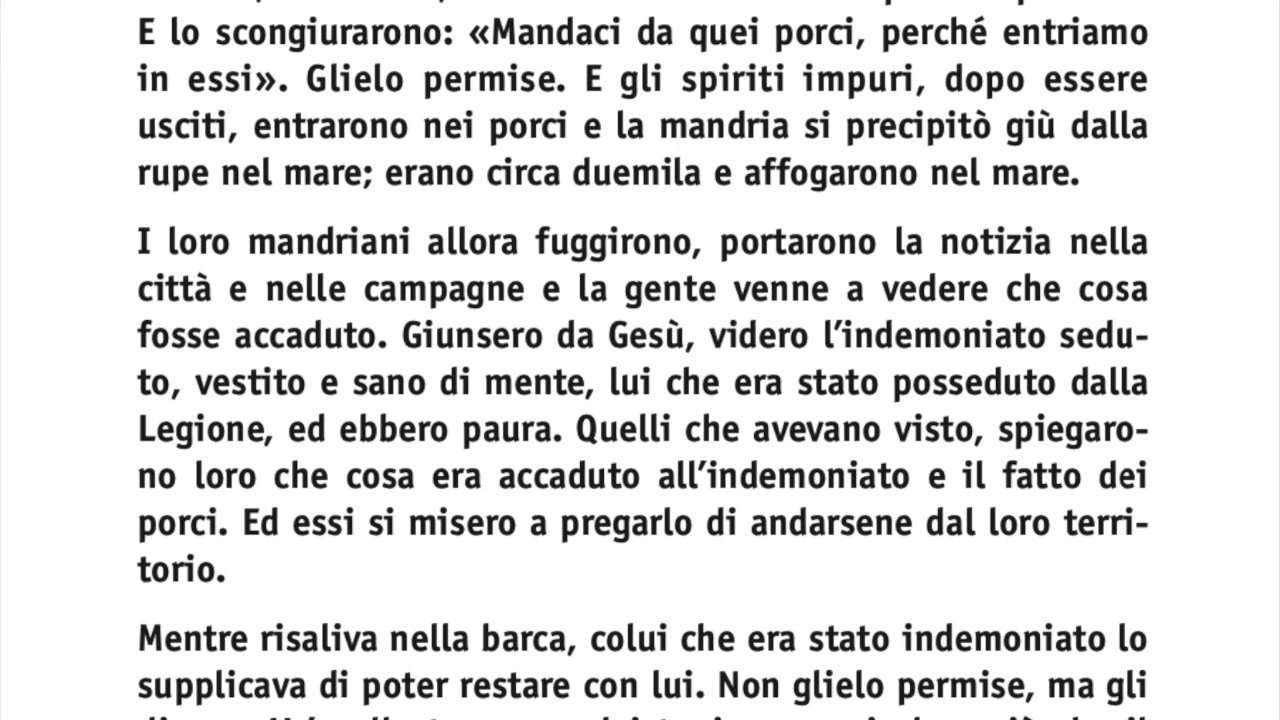 E lo scongiurarono: «Mandaci da quei porci, perché entriamo
in essi». Glielo permise. E gli spiriti impuri, dopo essere
usciti, entrarono nei porci e la mandria si precipitò giù dalla
rupe nel mare; erano circa duemila e affogarono nel mare.
I loro mandriani allora fuggirono, portarono la notizia nella
città e nelle campagne e la gente venne a vedere che cosa
fosse accaduto. Giunsero da Gesù, videro l’indemoniato sedu-
to, vestito e sano di mente, lui che era stato posseduto dalla
Legione, ed ebbero paura. Quelli che avevano visto, spiegaro-
no loro che cosa era accaduto all’indemoniato e il fatto dei
porci. Ed essi si misero a pregarlo di andarsene dal loro terri-
torio.
Mentre risaliva nella barca, colui che era stato indemoniato lo
supplicava di poter restare con lui. Non glielo permise, ma gli